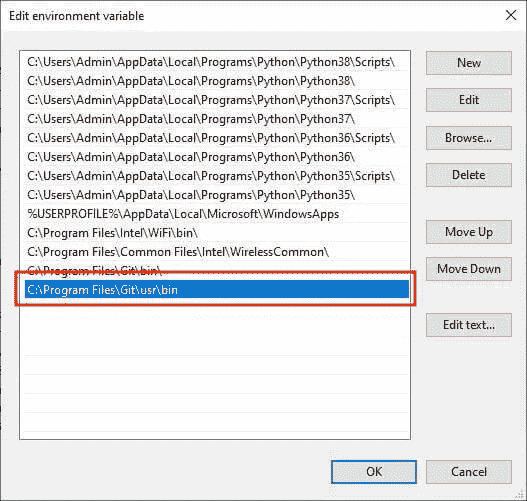 Edit environment variable
C:\Users\Admin\AppData\Local\Programs\Python\Python38\Scripts\
C:\Users\Admin\AppData\Local\Programs\Python\Python38\
C:\Users\Admin\AppData\Local\Programs\Python\Python37\Scripts\
C:\Users\Admin\AppData\Local\Programs\Python\Python37\
C:\Users\Admin\AppData\Local\Programs\Python\Python36\Scripts\
C:\Users\Admin\AppData\Local\Programs\Python\Python36\
C:\Users\Admin\AppData\Local\Programs\Python\Python35\Scripts\
C:\Users\Admin\AppData\Local\Programs\Python\Python35\
%USERPROFILE%\AppData\Local\Microsoft\WindowsApps
C:\Program Files\Intel\WiFi\bin\
C:\Program Files\Common Files\Intel\WirelessCommon\
C:\Program Files\Git\bin\
C:\Program Files\Git\usr\bin
New
Edit
Browse...
Delete
Move Up
Move Down
Edit text...
OK
Cancel